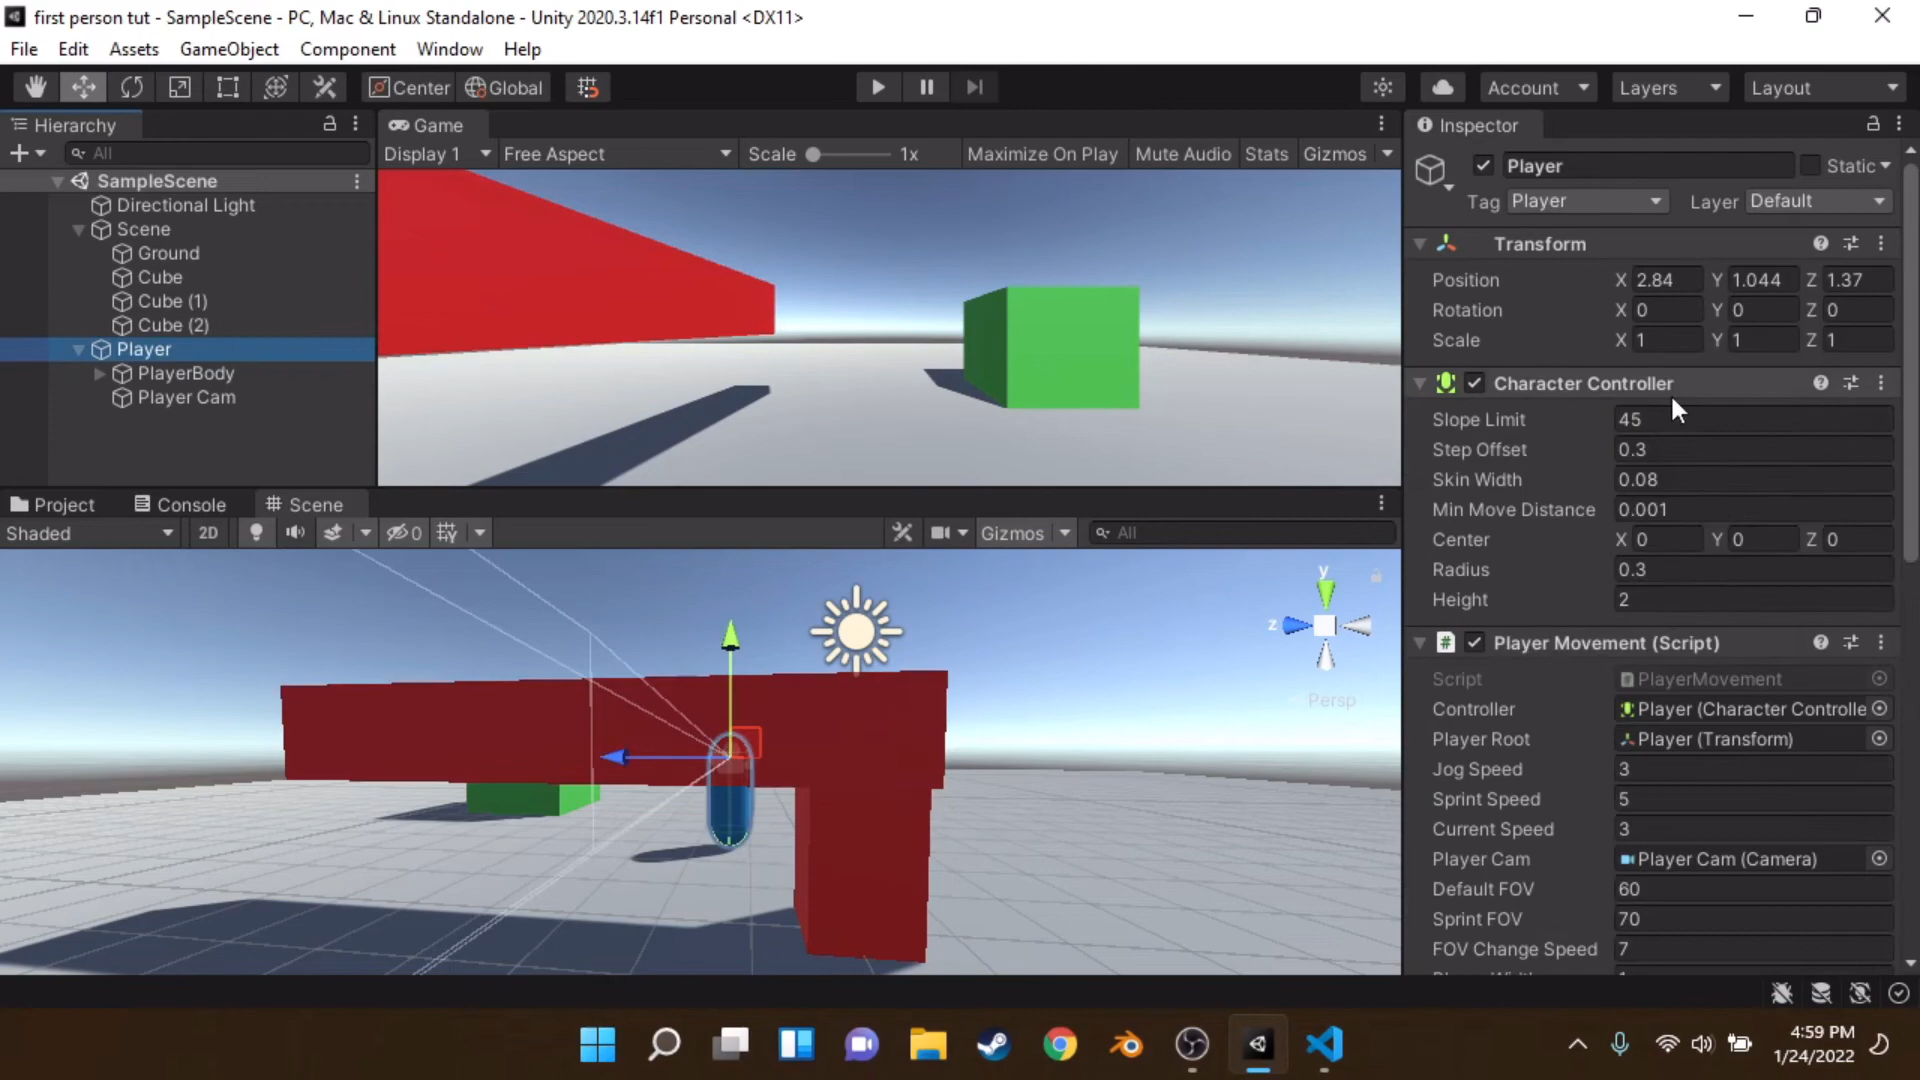 first person tut - SampleScene - PC, Mac & Linux Standalone - Unity 2020.3.14f1 Personal <DX11>
File Edit Assets GameObject Component Window Help
Center Global Account Layers Layout
Hierarchy
All
SampleScene
Directional Light
Scene
Ground
Cube
Cube (1)
Cube (2)
Player
PlayerBody
Player Cam
Game
Display 1 Free Aspect Scale 1x Maximize On Play Mute Audio Stats Gizmos
Project Console Scene
Shaded 2D 0 Gizmos All
y
z
Persp
Inspector
Player Static
Tag Player Layer Default
Transform
Position X 2.84 Y 1.044 Z 1.37
Rotation X 0 Y 0 Z 0
Scale X 1 Y 1 Z 1
Character Controller
Slope Limit 45
Step Offset 0.3
Skin Width 0.08
Min Move Distance 0.001
Center X 0 Y 0 Z 0
Radius 0.3
Height 2
# Player Movement (Script)
Script PlayerMovement
Controller Player (Character Controlle
Player Root Player (Transform)
Jog Speed 3
Sprint Speed 5
Current Speed 3
Player Cam Player Cam (Camera)
Default FOV 60
Sprint FOV 70
FOV Change Speed 7
4:59 PM
1/24/2022